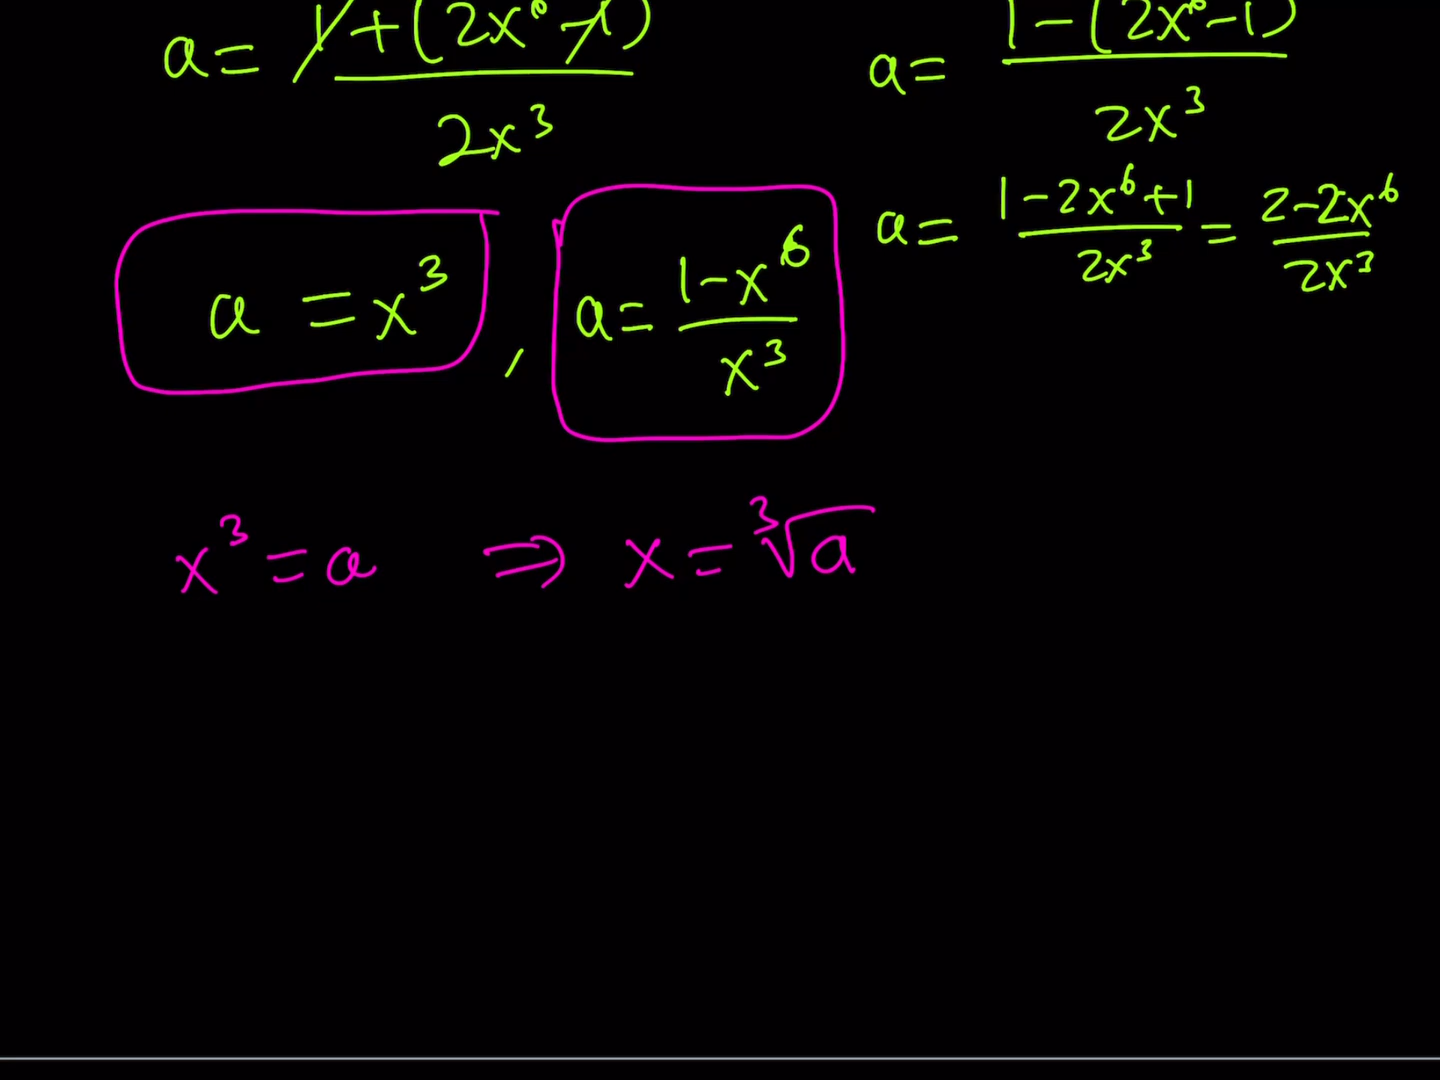 a = (1 + (2x⁶ - 1)) / (2x³)
a = (1 - (2x⁶ - 1)) / (2x³)
a = (1 - 2x⁶ + 1) / (2x³) = (2 - 2x⁶) / (2x³)
a = x³ , a = (1 - x⁶) / x³
x³ = a ⇒ x = ∛a